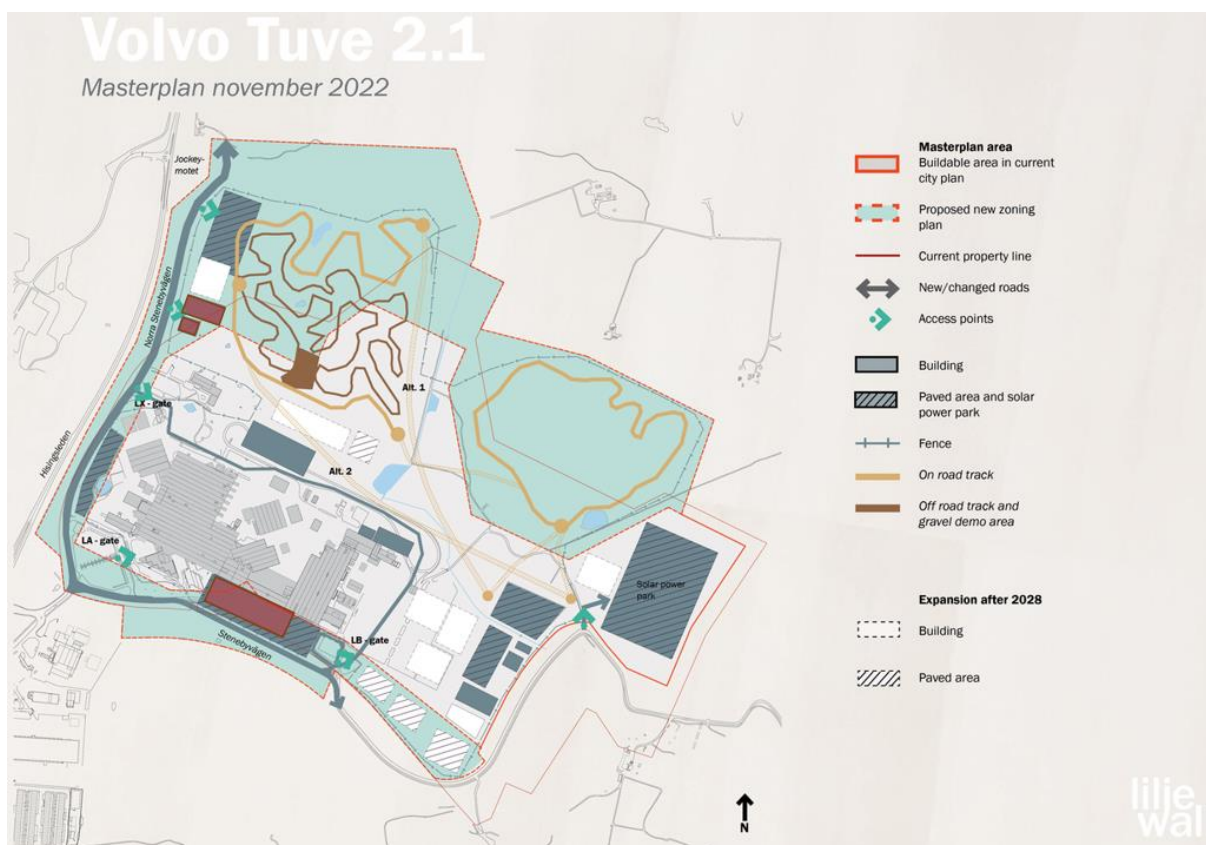 Volvo Tuve 2.1
Masterplan november 2022
Jockey-
motet
Norra Stenebyvägen
Hisingsleden
LX - gate
Alt. 1
Alt. 2
LA - gate
Solar power
park
LB - gate
Stenebyvägen
N
Masterplan area
Buildable area in current
city plan
Proposed new zoning
plan
Current property line
New/changed roads
Access points
Building
Paved area and solar
power park
Fence
On road track
Off road track and
gravel demo area
Expansion after 2028
Building
Paved area
lilje
wal